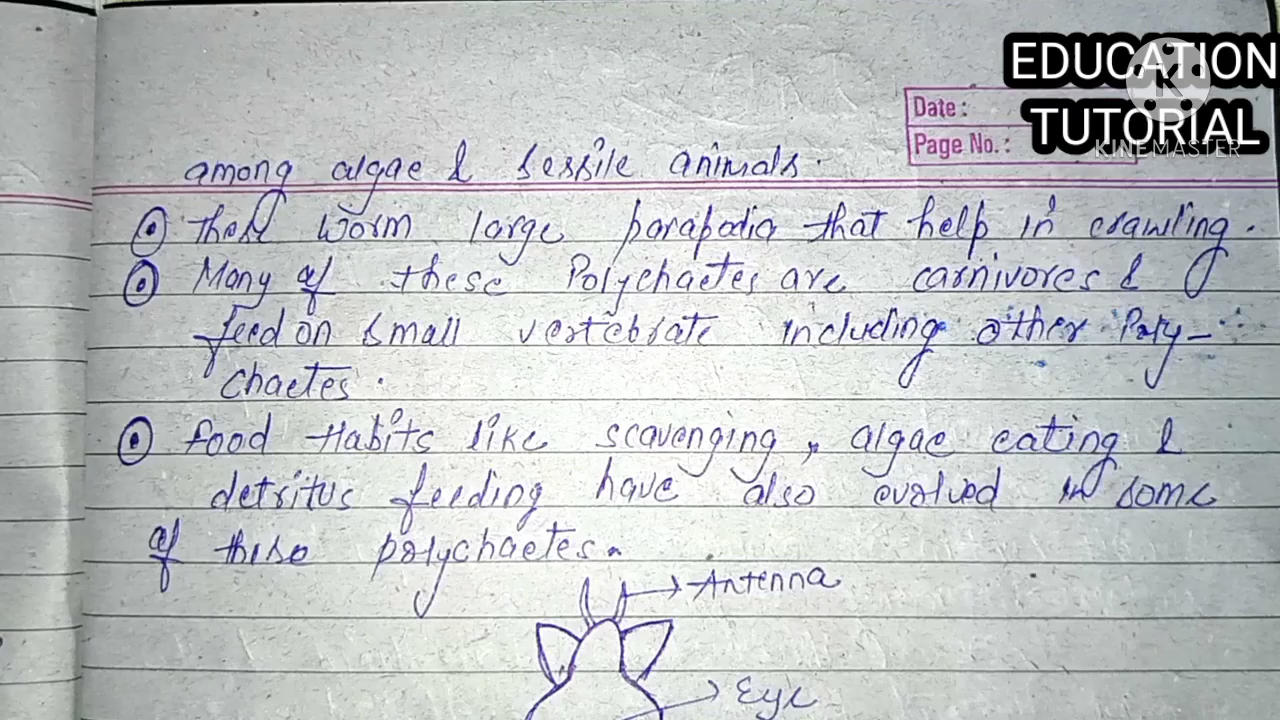 EDUCATION
TUTORIAL
KINEMASTER
Date :
Page No. :
among algae & sessile animals.
These worm large parapodia that help in crawling.
Many of these Polychaetes are carnivores &
feed on small vertebrate including other Poly-
chaetes.
food Habits like scavenging, algae eating &
detritus feeding have also evolved in some
of these polychaetes.
Antenna
Eye